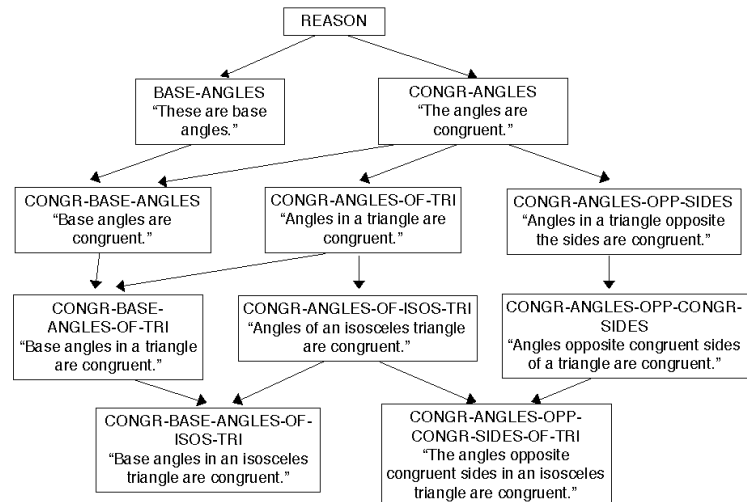 REASON
BASE-ANGLES
“These are base
angles.”
CONGR-ANGLES
“The angles are
congruent.”
CONGR-BASE-ANGLES
“Base angles are
congruent.”
CONGR-ANGLES-OF-TRI
“Angles in a triangle are
congruent.”
CONGR-ANGLES-OPP-SIDES
“Angles in a triangle opposite
the sides are congruent.”
CONGR-BASE-
ANGLES-OF-TRI
“Base angles in a triangle
are congruent.”
CONGR-ANGLES-OF-ISOS-TRI
“Angles of an isosceles triangle
are congruent.”
CONGR-ANGLES-OPP-CONGR-
SIDES
“Angles opposite congruent sides
of a triangle are congruent.”
CONGR-BASE-ANGLES-OF-
ISOS-TRI
“Base angles in an isosceles
triangle are congruent.”
CONGR-ANGLES-OPP-
CONGR-SIDES-OF-TRI
“The angles opposite
congruent sides in an isosceles
triangle are congruent.”